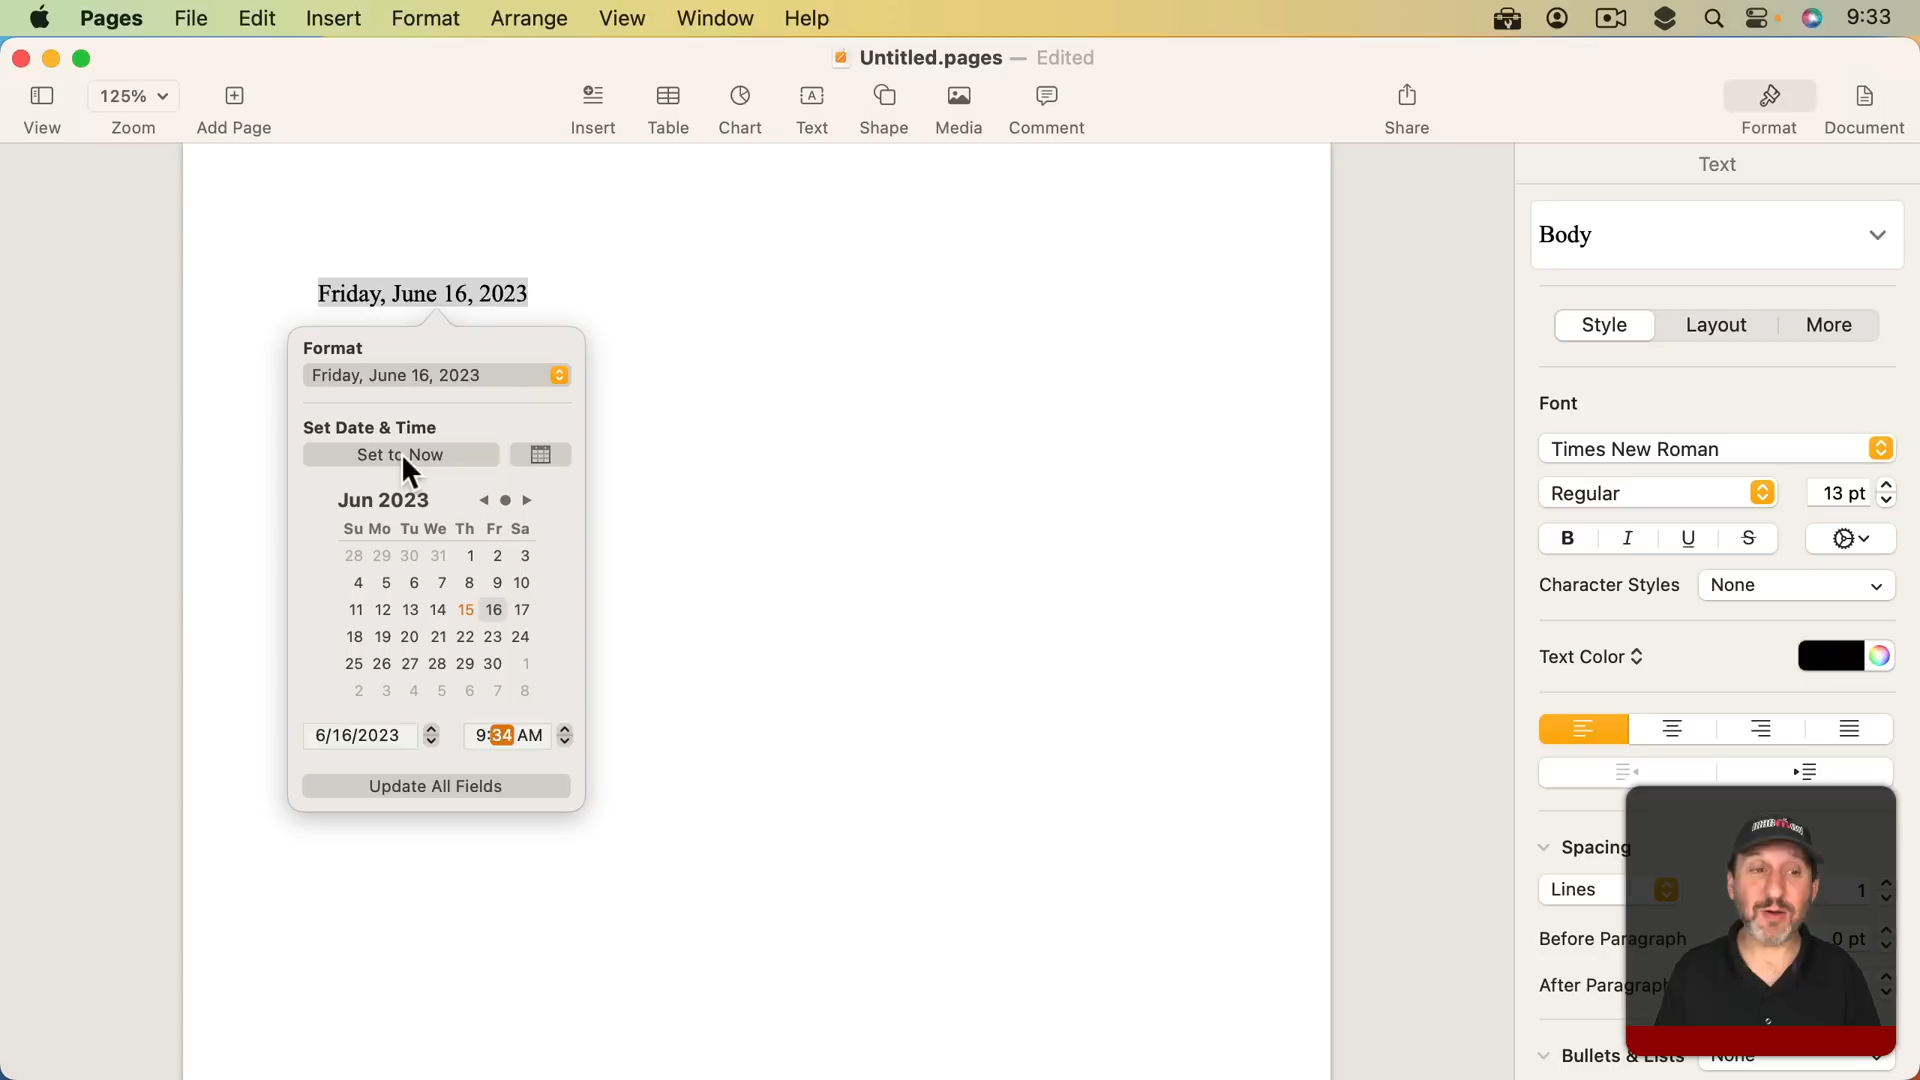 Pages File Edit Insert Format Arrange View Window Help 9:33
Untitled.pages — Edited
125%
View Zoom Add Page Insert Table Chart Text Shape Media Comment Share Format Document
Text
Body
Style Layout More
Font
Times New Roman
Regular 13 pt
B I U S
Character Styles None
Text Color
Spacing
Lines 1
Before Paragraph 0 pt
After Paragraph
Bullets & Lists None
Friday, June 16, 2023
Format
Friday, June 16, 2023
Set Date & Time
Set to Now
Jun 2023
Su Mo Tu We Th Fr Sa
28 29 30 31 1 2 3
4 5 6 7 8 9 10
11 12 13 14 15 16 17
18 19 20 21 22 23 24
25 26 27 28 29 30 1
2 3 4 5 6 7 8
6/16/2023 9:34 AM
Update All Fields